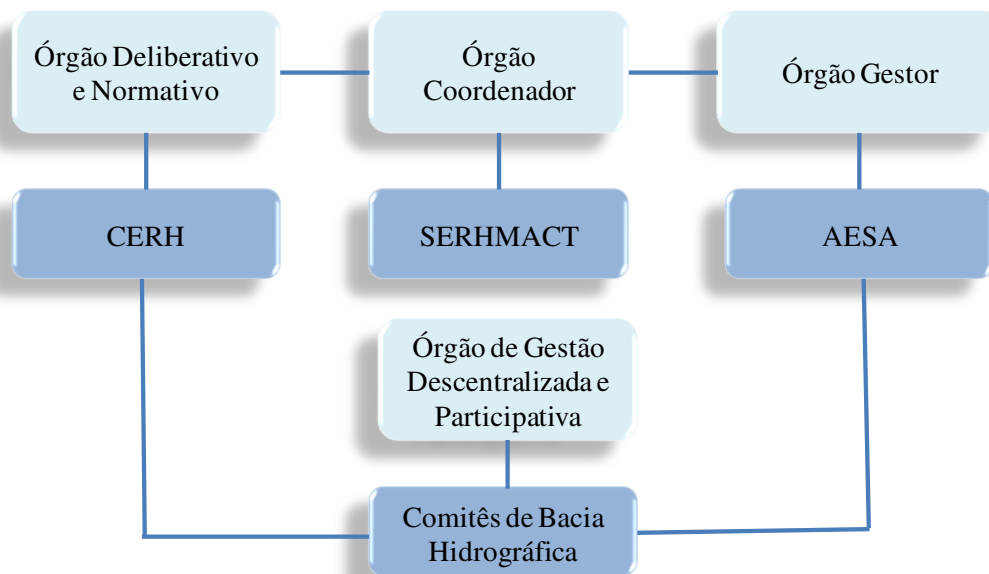 Órgão Deliberativo
e Normativo
Órgão
Coordenador
Órgão Gestor
CERH
SERHMACT
AESA
Órgão de Gestão
Descentralizada e
Participativa
Comitês de Bacia
Hidrográfica